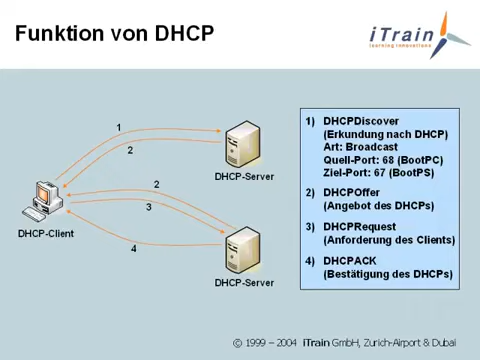 Funktion von DHCP
iTrain
learning innovations
1
2
DHCP-Server
2
3
DHCP-Client
4
DHCP-Server
1) DHCPDiscover
(Erkundung nach DHCP)
Art: Broadcast
Quell-Port: 68 (BootPC)
Ziel-Port: 67 (BootPS)
2) DHCPOffer
(Angebot des DHCPs)
3) DHCPRequest
(Anforderung des Clients)
4) DHCPACK
(Bestätigung des DHCPs)
© 1999 – 2004 iTrain GmbH, Zurich-Airport & Dubai